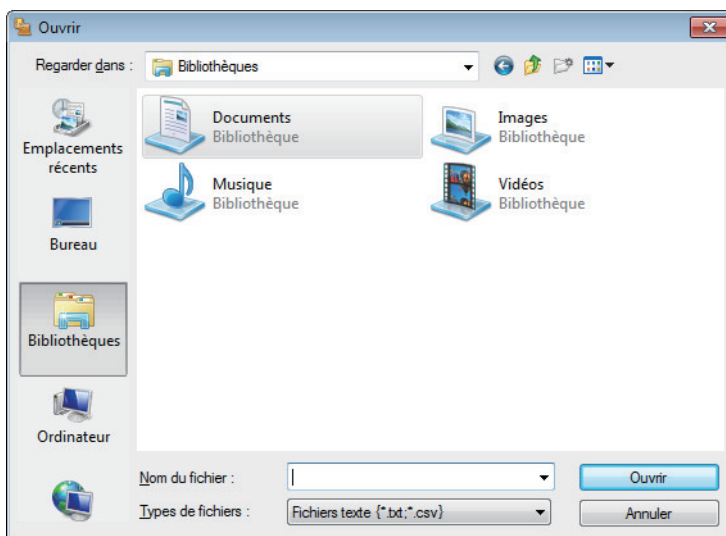 Ouvrir
Regarder dans :
Bibliothèques
Emplacements
récents
Bureau
Bibliothèques
Ordinateur
Documents
Bibliothèque
Images
Bibliothèque
Musique
Bibliothèque
Vidéos
Bibliothèque
Nom du fichier :
Ouvrir
Types de fichiers :
Fichiers texte {*.txt;*.csv}
Annuler